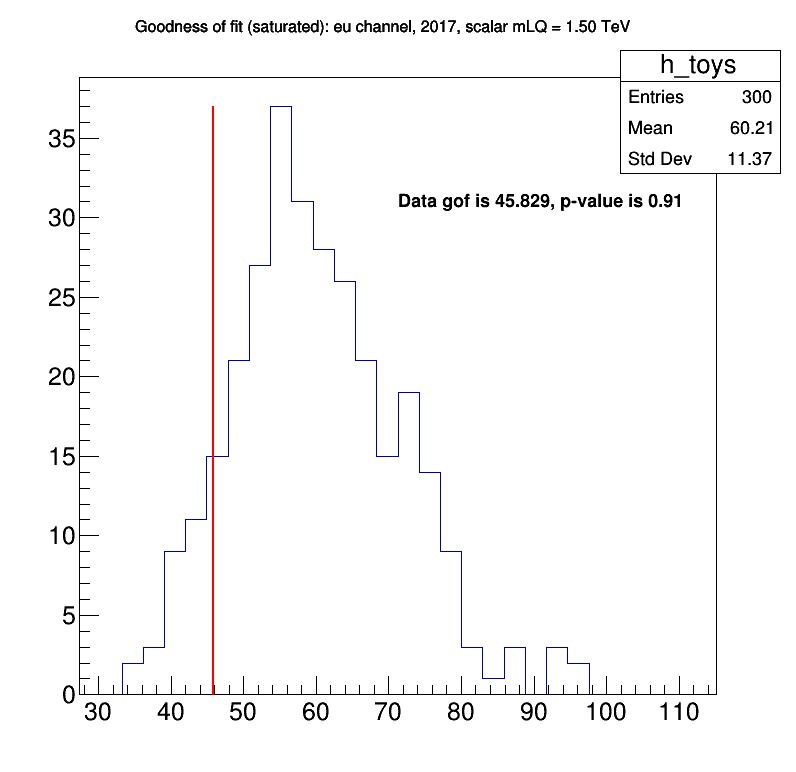 Goodness of fit (saturated): eu channel, 2017, scalar mLQ = 1.50 TeV
h_toys
Entries 300
Mean 60.21
Std Dev 11.37
Data gof is 45.829, p-value is 0.91
35
30
25
20
15
10
5
0
30 40 50 60 70 80 90 100 110